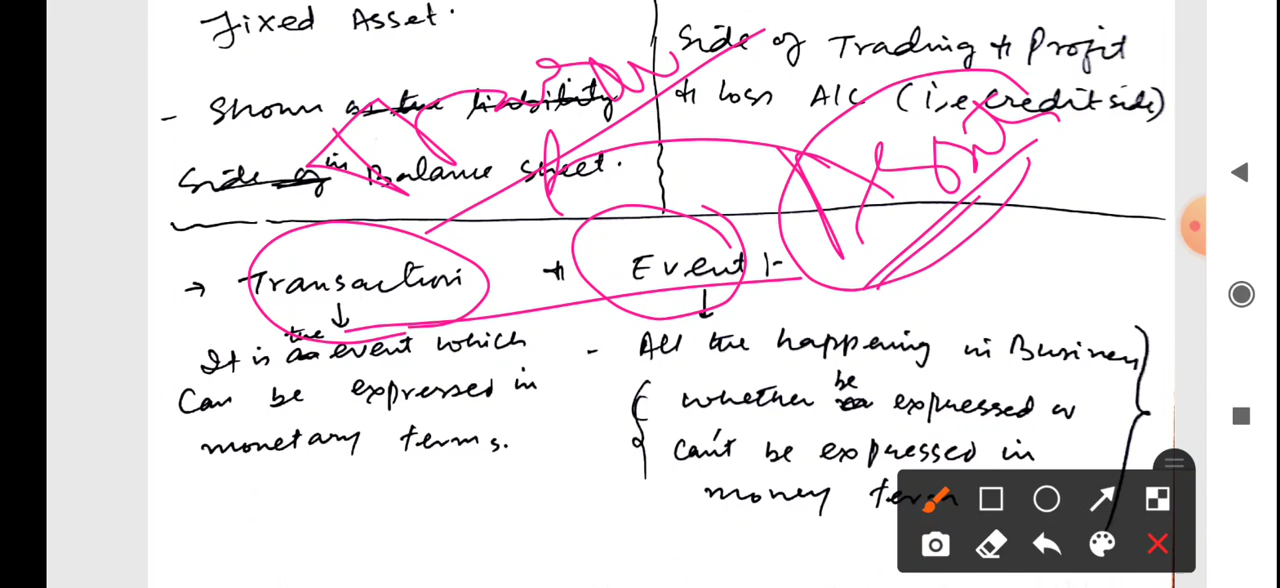 Fixed Asset.
- Shown as the liability
Side of in Balance Sheet.
Side of Trading & Profit
& Loss A/C (i,e credit side)
→ Transaction & Event :-
↓ ↓
It is an the event which
Can be expressed in
monetary terms.
- All the happening in Business
whether be expressed or
can't be expressed in
money term